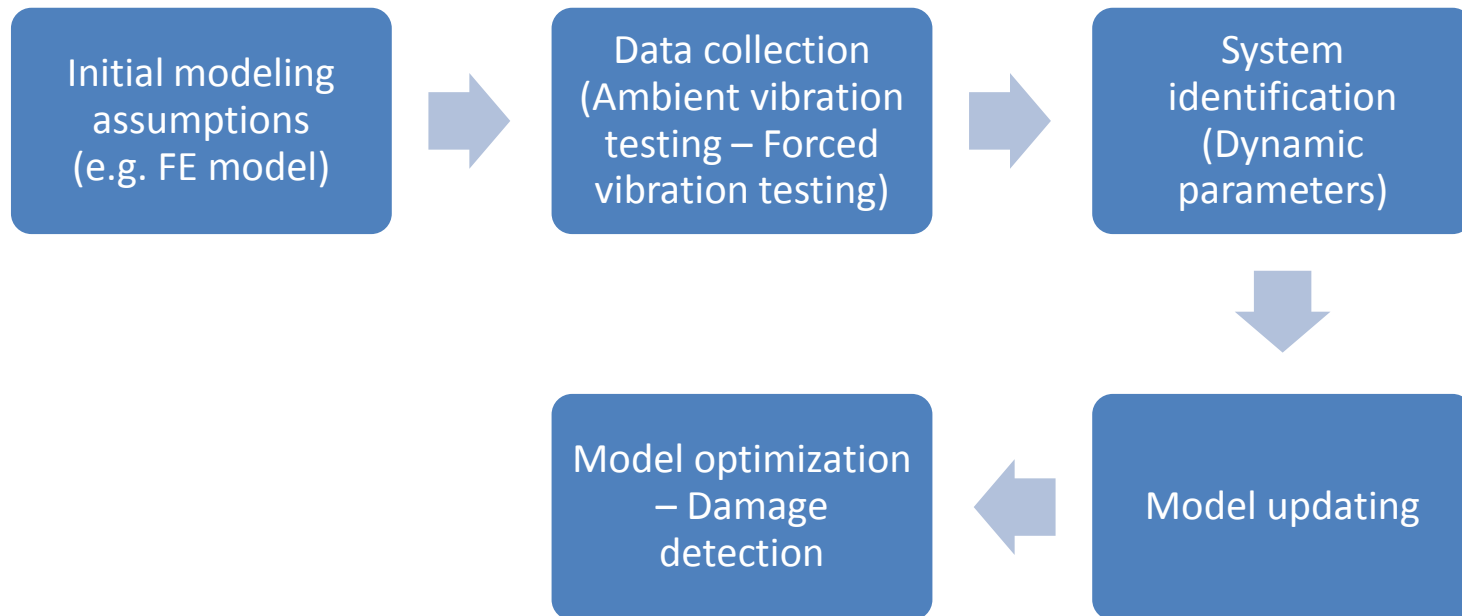 Initial modeling
assumptions
(e.g. FE model)
Data collection
(Ambient vibration
testing – Forced
vibration testing)
System
identification
(Dynamic
parameters)
Model optimization
– Damage
detection
Model updating